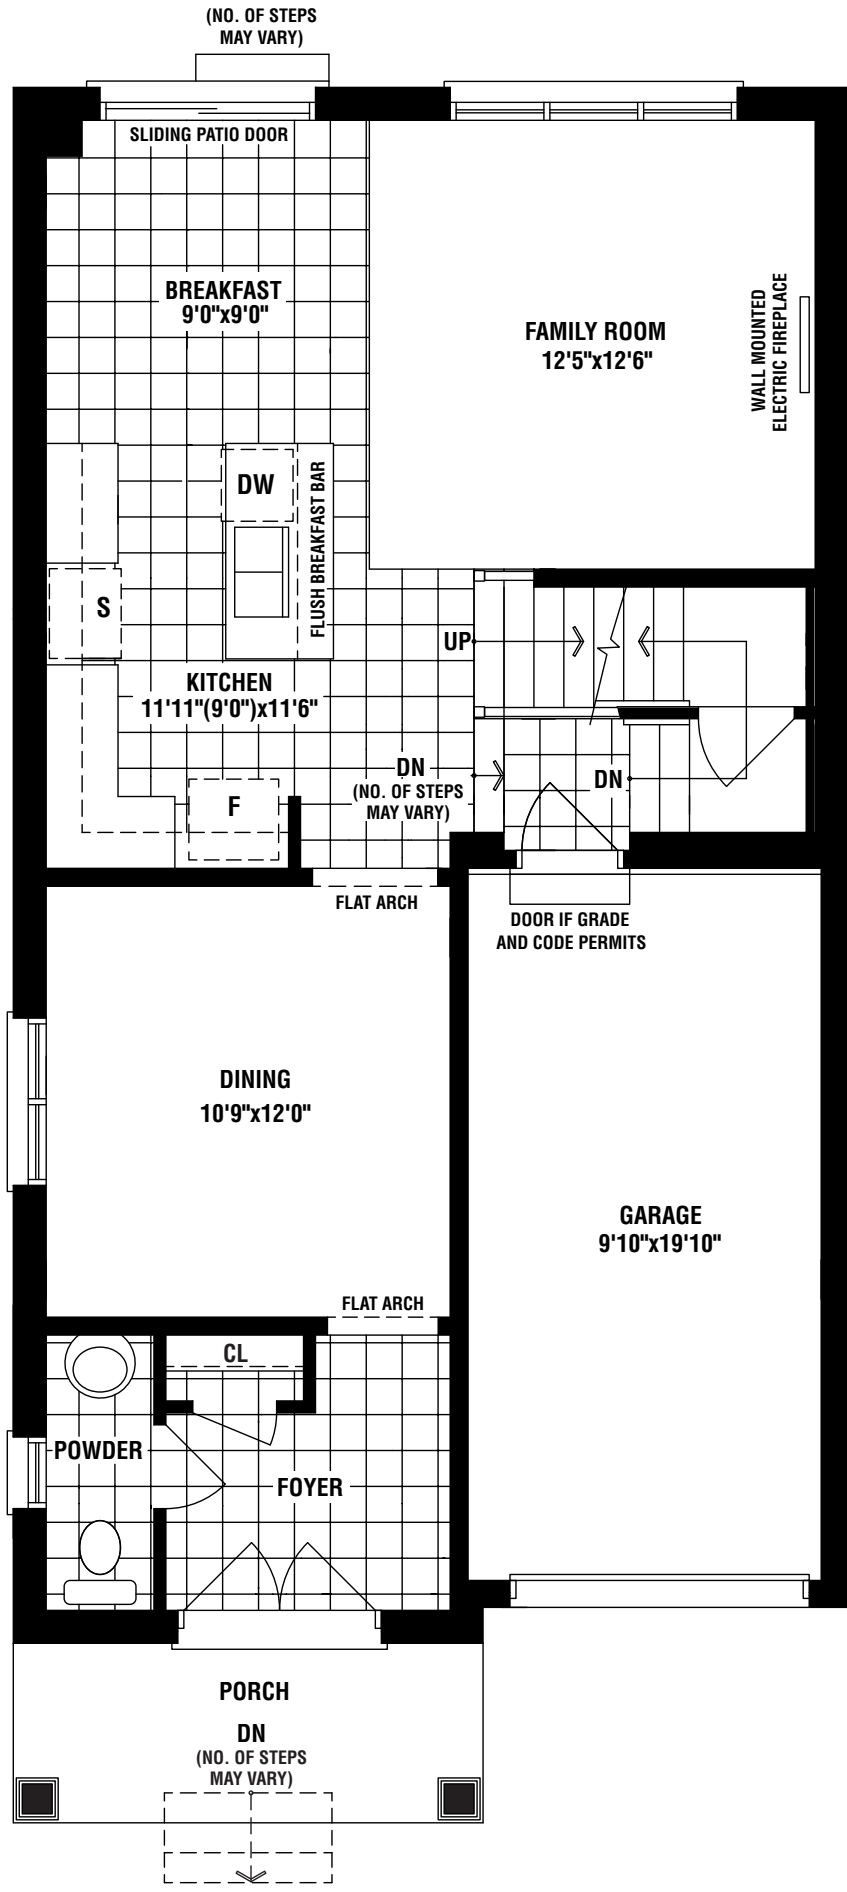 (NO. OF STEPS
MAY VARY)
SLIDING PATIO DOOR
BREAKFAST
9'0"x9'0"
FAMILY ROOM
12'5"x12'6"
WALL MOUNTED
ELECTRIC FIREPLACE
DW
FLUSH BREAKFAST BAR
S
UP
KITCHEN
11'11"(9'0")x11'6"
DN
(NO. OF STEPS
MAY VARY)
DN
F
FLAT ARCH
DOOR IF GRADE
AND CODE PERMITS
DINING
10'9"x12'0"
GARAGE
9'10"x19'10"
FLAT ARCH
CL
POWDER
FOYER
PORCH
DN
(NO. OF STEPS
MAY VARY)